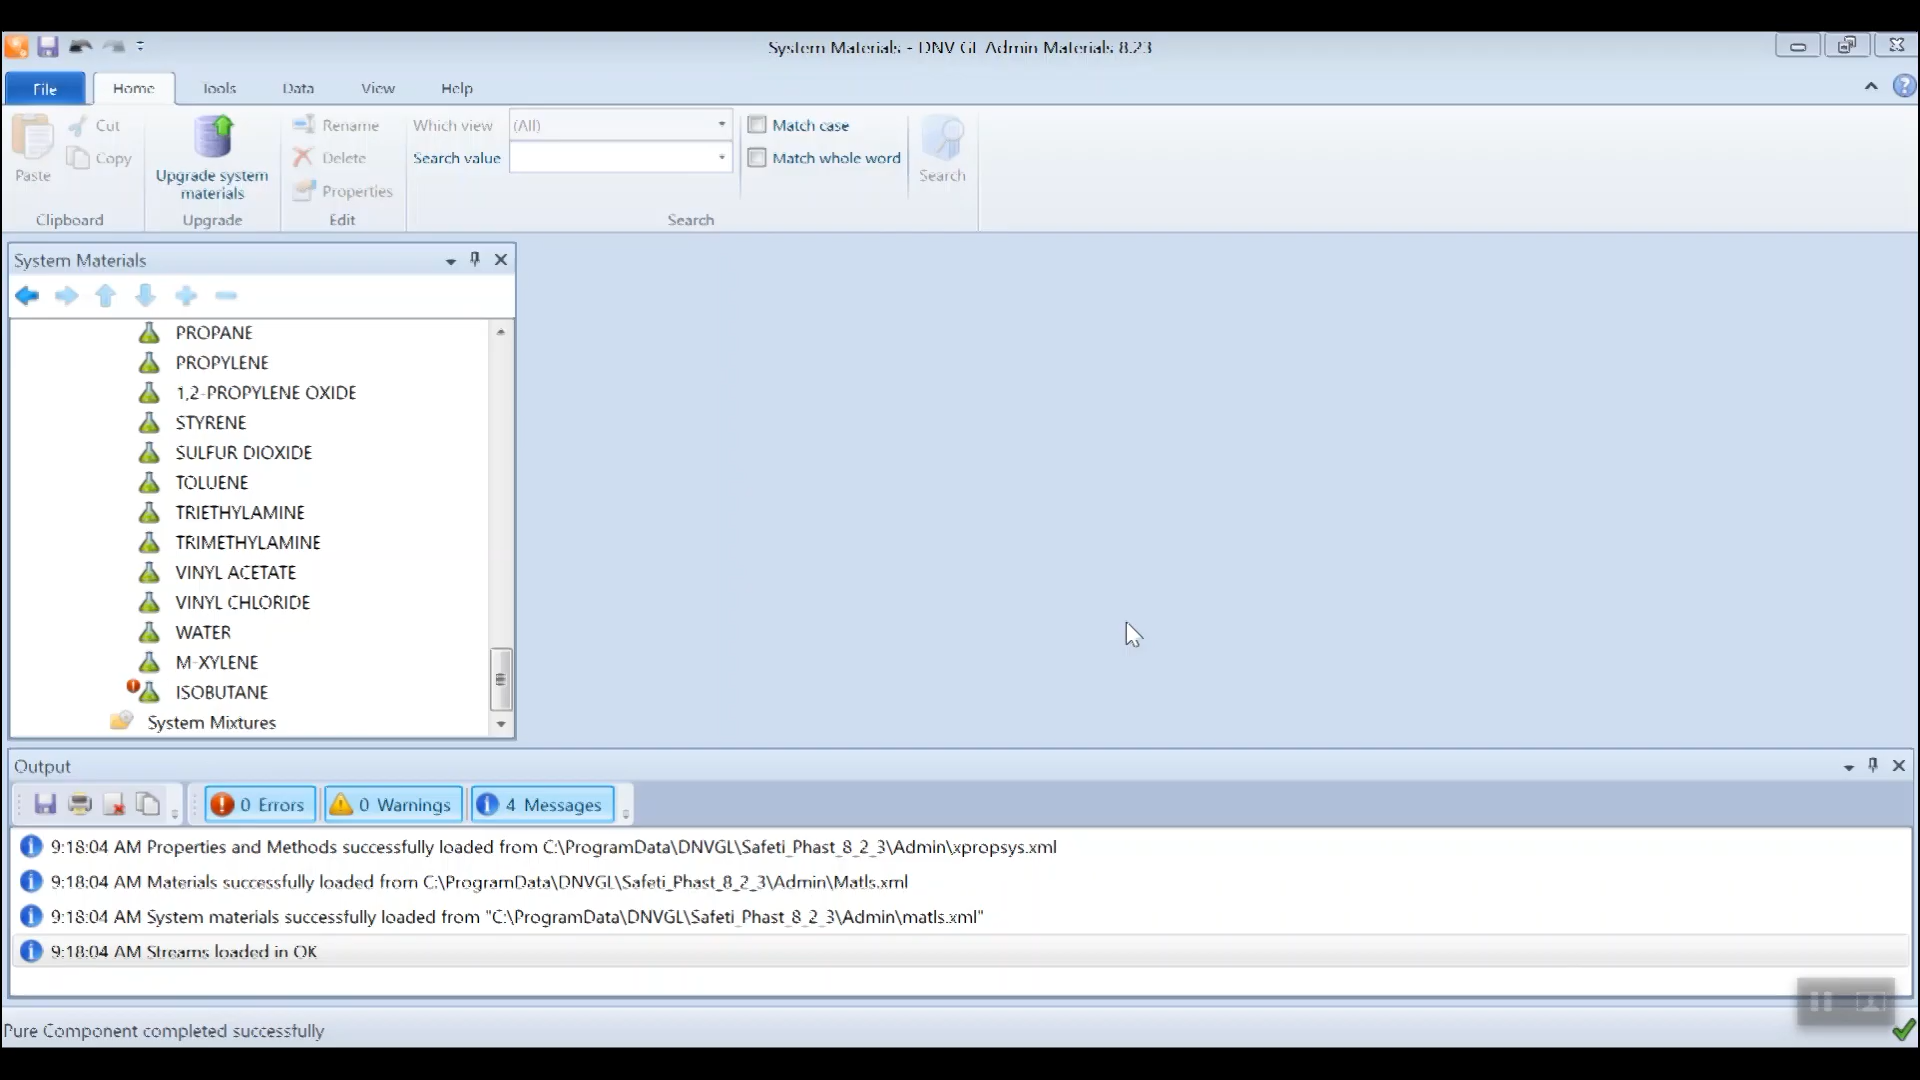 System Materials - DNV GL Admin Materials 8.23
File Home Tools Data View Help
Paste
Cut
Copy
Clipboard
Upgrade system
materials
Upgrade
Rename
Delete
Properties
Edit
Which view (All)
Search value
Match case
Match whole word
Search
Search
System Materials
PROPANE
PROPYLENE
1,2-PROPYLENE OXIDE
STYRENE
SULFUR DIOXIDE
TOLUENE
TRIETHYLAMINE
TRIMETHYLAMINE
VINYL ACETATE
VINYL CHLORIDE
WATER
M-XYLENE
ISOBUTANE
System Mixtures
Output
0 Errors 0 Warnings 4 Messages
9:18:04 AM Properties and Methods successfully loaded from C:\ProgramData\DNVGL\Safeti_Phast_8_2_3\Admin\xpropsys.xml
9:18:04 AM Materials successfully loaded from C:\ProgramData\DNVGL\Safeti_Phast_8_2_3\Admin\Matls.xml
9:18:04 AM System materials successfully loaded from "C:\ProgramData\DNVGL\Safeti_Phast_8_2_3\Admin\matls.xml"
9:18:04 AM Streams loaded in OK
Pure Component completed successfully